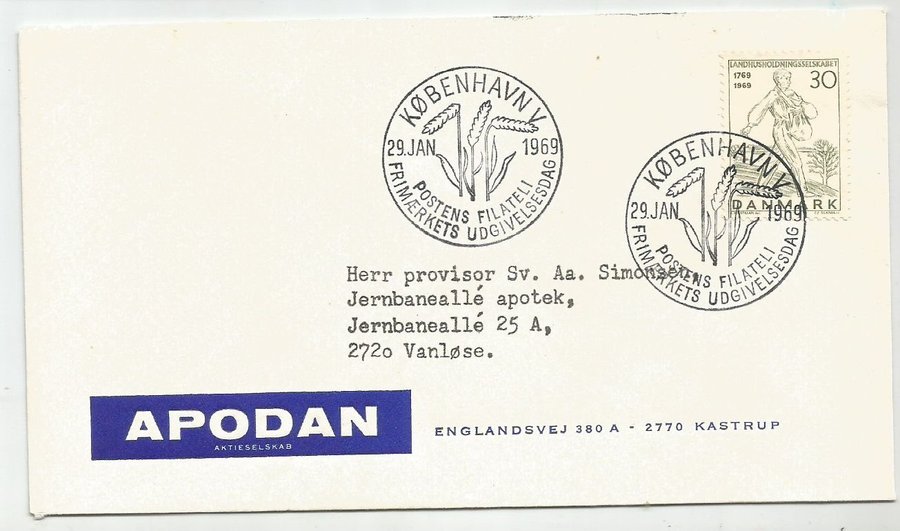 KØBENHAVN V.
29.JAN 1969
POSTENS FILATELI
FRIMÆRKETS UDGIVELSESDAG
LANDHUSHOLDNINGSSELSKABET
1769
1969
30
DANMARK
KØBENHAVN V.
29.JAN 1969
POSTENS FILATELI
FRIMÆRKETS UDGIVELSESDAG
Herr provisor Sv. Aa. Simonsen,
Jernbaneallé apotek,
Jernbaneallé 25 A,
272o Vanløse.
APODAN
AKTIESELSKAB
ENGLANDSVEJ 380 A - 2770 KASTRUP